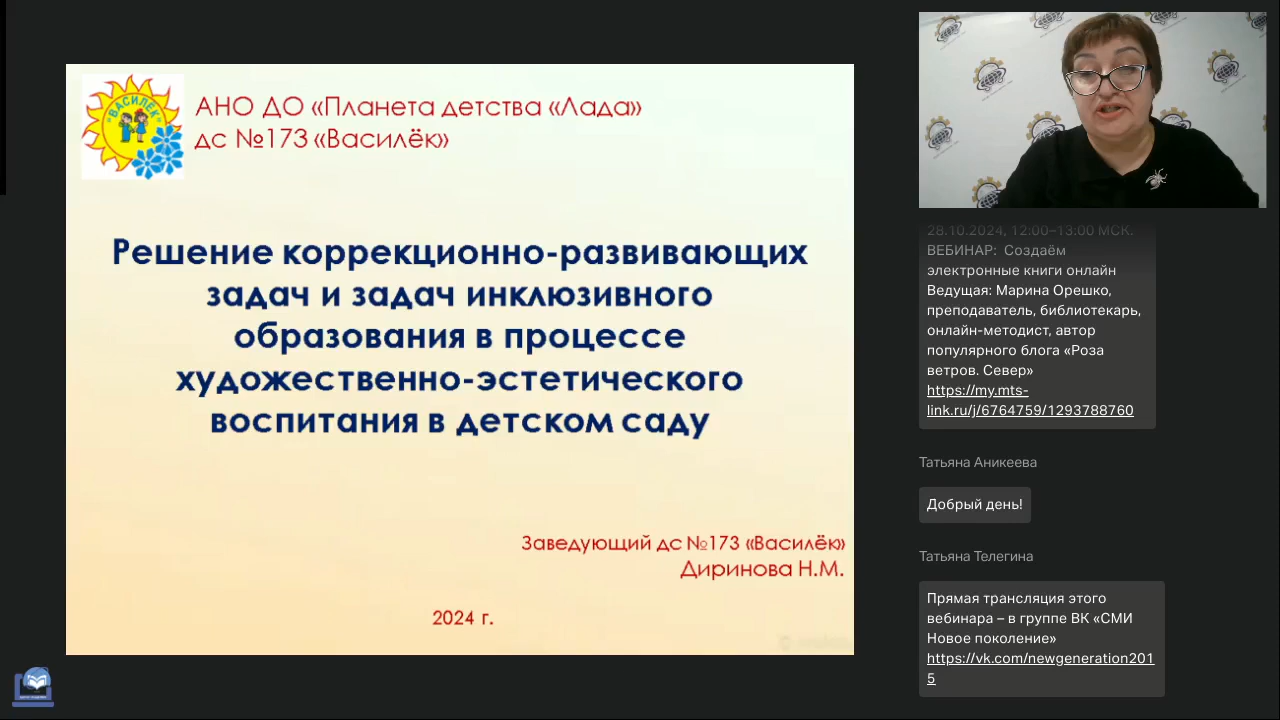 "ВАСИЛЁК"
АНО ДО «Планета детства «Лада»
дс №173 «Василёк»
Решение коррекционно-развивающих
задач и задач инклюзивного
образования в процессе
художественно-эстетического
воспитания в детском саду
Заведующий дс №173 «Василёк»
Диринова Н.М.
2024 г.
28.10.2024, 12:00–13:00 МСК.
ВЕБИНАР:  Создаём
электронные книги онлайн
Ведущая: Марина Орешко,
преподаватель, библиотекарь,
онлайн-методист, автор
популярного блога «Роза
ветров. Север»
https://my.mts-
link.ru/j/6764759/1293788760
Татьяна Аникеева
Добрый день!
Татьяна Телегина
Прямая трансляция этого
вебинара – в группе ВК «СМИ
Новое поколение»
https://vk.com/newgeneration201
5